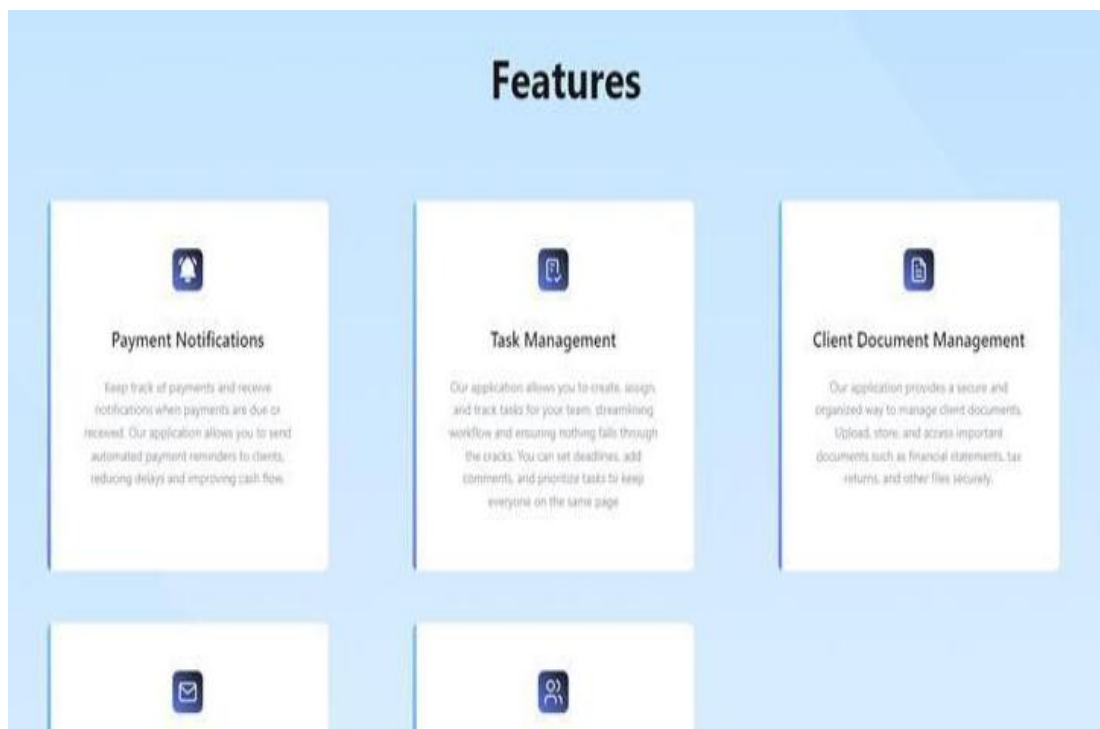 Features
Payment Notifications
Keep track of payments and receive
notifications when payments are due or
received. Our application allows you to send
automated payment reminders to clients,
reducing delays and improving cash flow.
Task Management
Our application allows you to create, assign,
and track tasks for your team, streamlining
workflow and ensuring nothing falls through
the cracks. You can set deadlines, add
comments, and prioritize tasks to keep
everyone on the same page
Client Document Management
Our application provides a secure and
organized way to manage client documents.
Upload, store, and access important
documents such as financial statements, tax
returns, and other files securely.